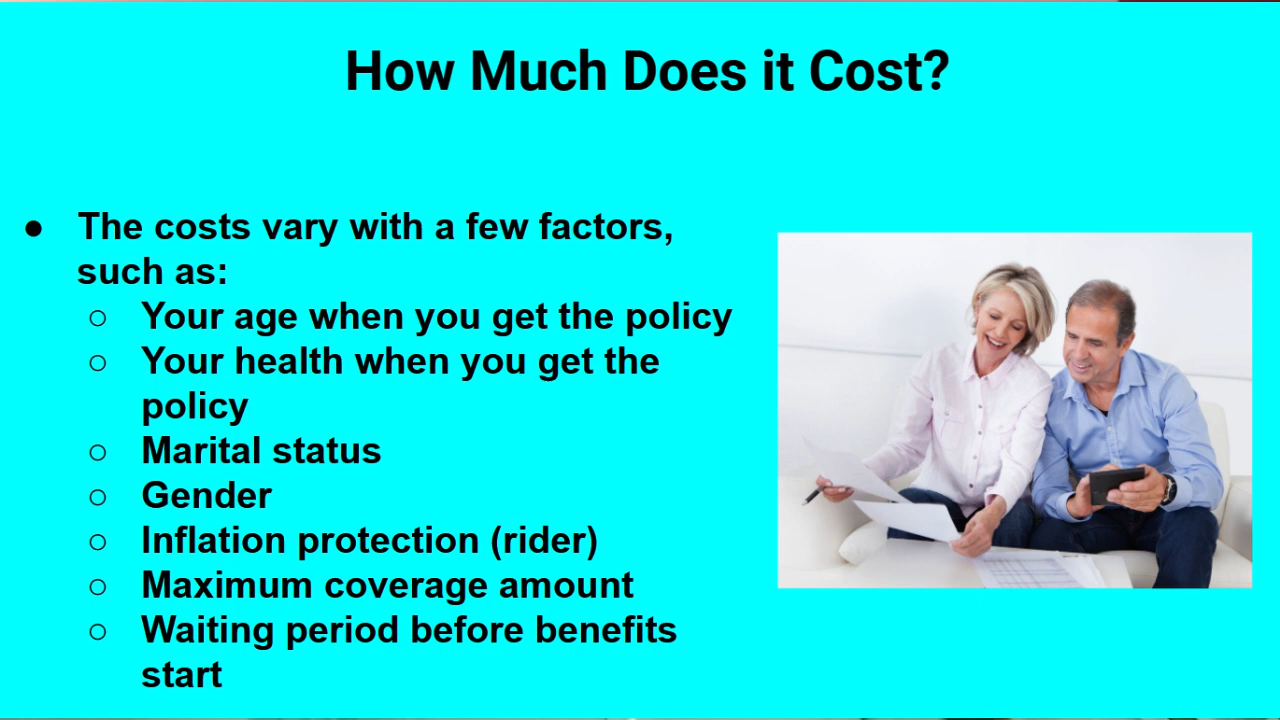 How Much Does it Cost?
● The costs vary with a few factors,
such as:
○ Your age when you get the policy
○ Your health when you get the
policy
○ Marital status
○ Gender
○ Inflation protection (rider)
○ Maximum coverage amount
○ Waiting period before benefits
start